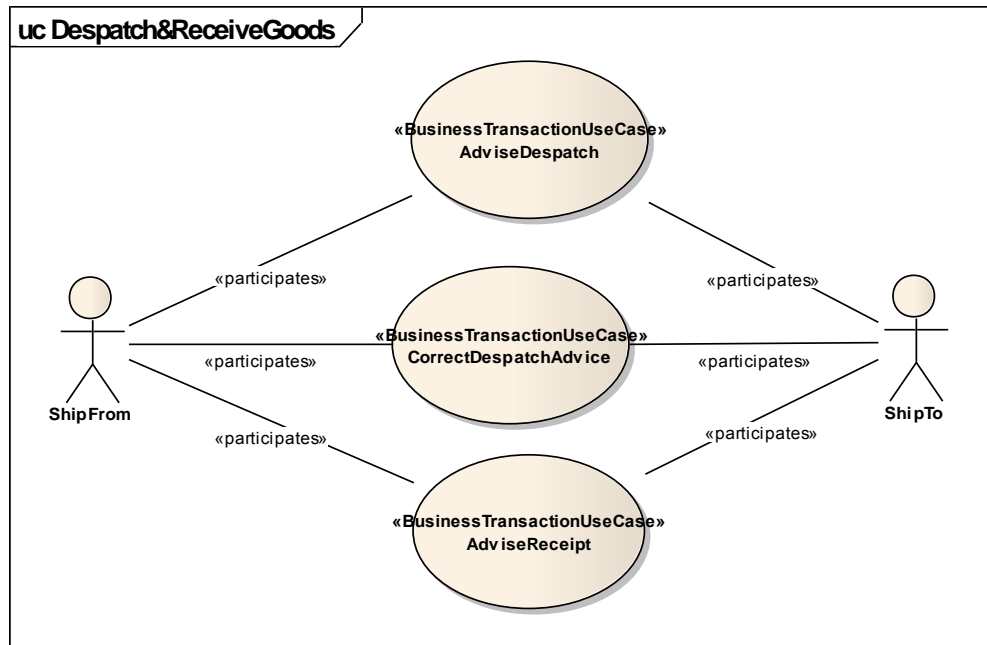 uc Despatch&ReceiveGoods
«BusinessTransactionUseCase»
AdviseDespatch
«participates»
«participates»
«BusinessTransactionUseCase»
CorrectDespatchAdvice
«participates»
«participates»
ShipFrom
ShipTo
«participates»
«participates»
«BusinessTransactionUseCase»
AdviseReceipt